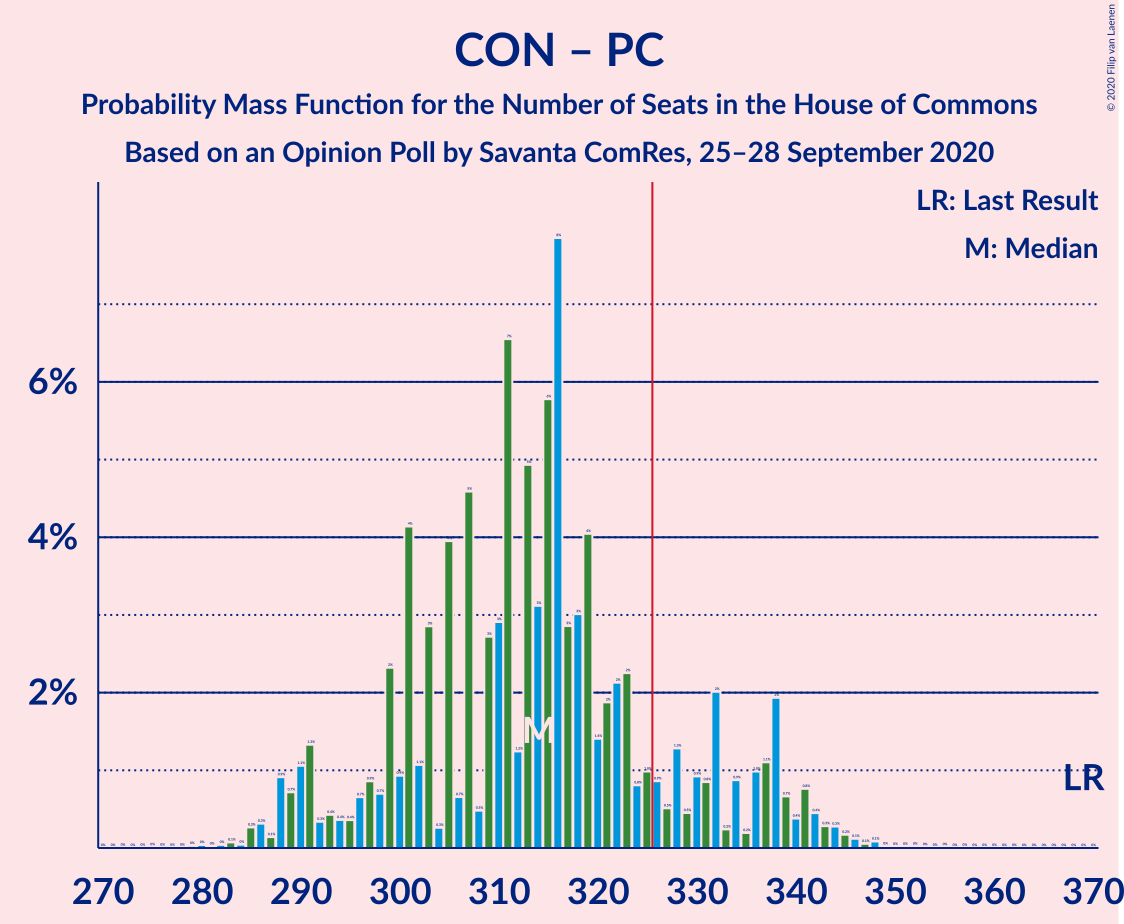 CON – PC
Probability Mass Function for the Number of Seats in the House of Commons
Based on an Opinion Poll by Savanta ComRes, 25–28 September 2020
© 2020 Filip van Laenen
LR: Last Result
M: Median
6%
4%
2%
M
LR
270 280 290 300 310 320 330 340 350 360 370